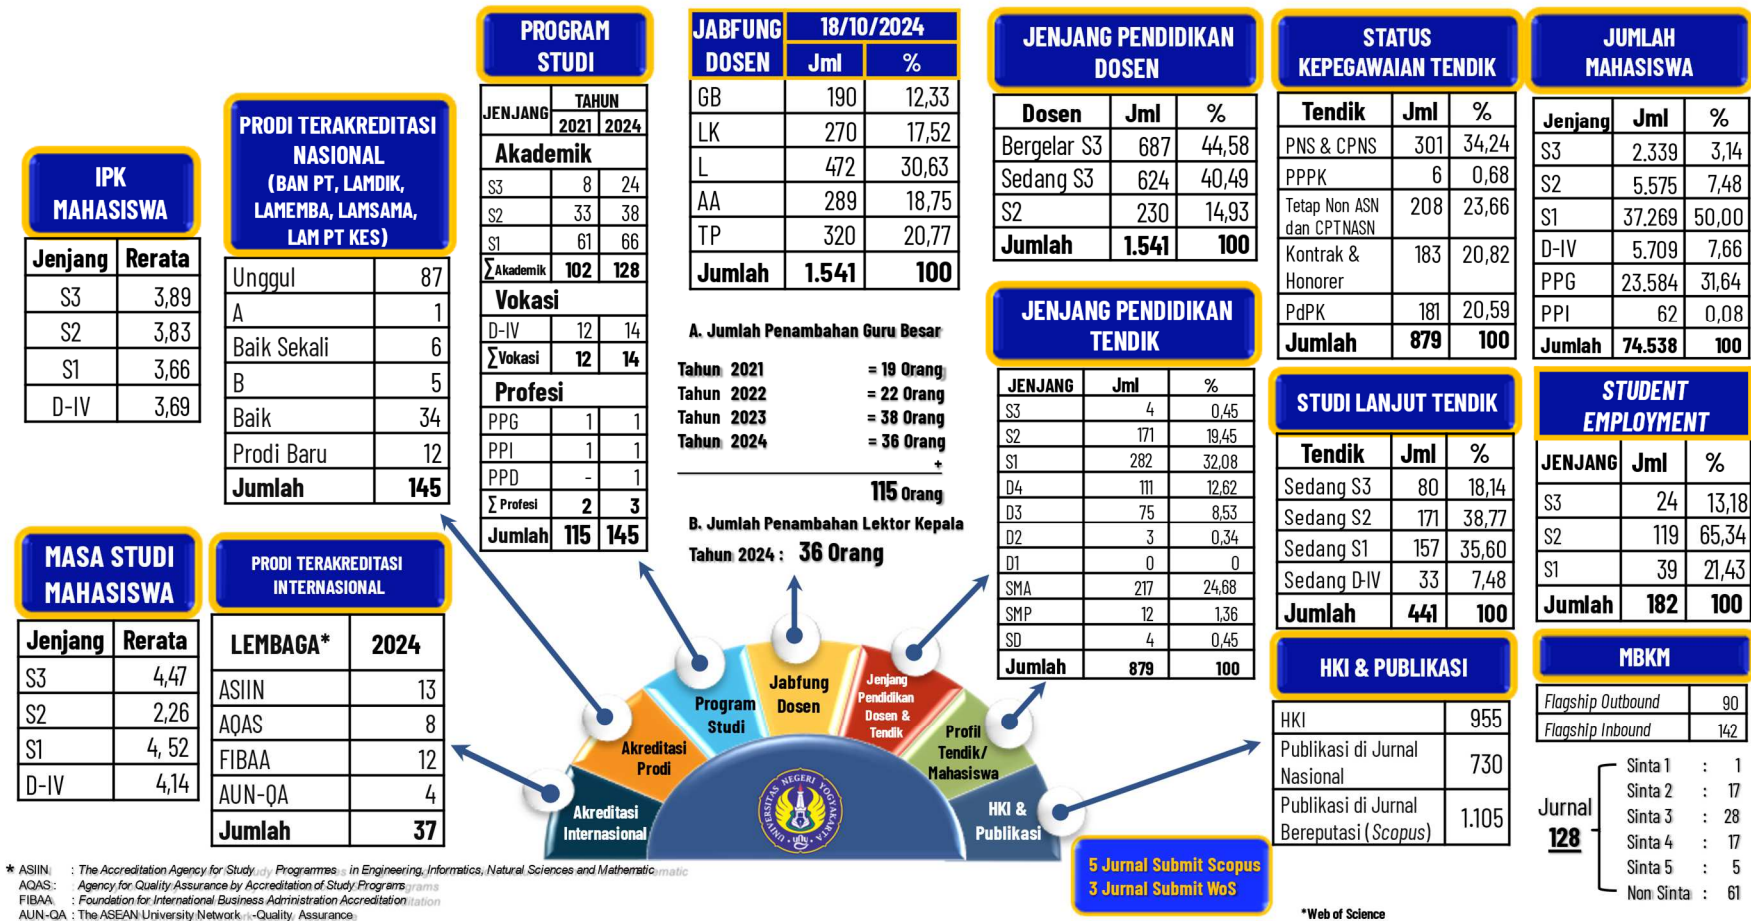 IPK
MAHASISWA
Jenjang Rerata
S3 3,89
S2 3,83
S1 3,66
D-IV 3,69
MASA STUDI
MAHASISWA
Jenjang Rerata
S3 4,47
S2 2,26
S1 4, 52
D-IV 4,14
PRODI TERAKREDITASI
NASIONAL
(BAN PT, LAMDIK,
LAMEMBA, LAMSAMA,
LAM PT KES)
Unggul 87
A 1
Baik Sekali 6
B 5
Baik 34
Prodi Baru 12
Jumlah 145
PRODI TERAKREDITASI
INTERNASIONAL
LEMBAGA* 2024
ASIIN 13
AQAS 8
FIBAA 12
AUN-QA 4
Jumlah 37
PROGRAM
STUDI
JENJANG TAHUN
2021 2024
Akademik
S3 8 24
S2 33 38
S1 61 66
∑Akademik 102 128
Vokasi
D-IV 12 14
∑Vokasi 12 14
Profesi
PPG 1 1
PPI 1 1
PPD - 1
∑ Profesi 2 3
Jumlah 115 145
JABFUNG DOSEN 18/10/2024
Jml %
GB 190 12,33
LK 270 17,52
L 472 30,63
AA 289 18,75
TP 320 20,77
Jumlah 1.541 100
A. Jumlah Penambahan Guru Besar
Tahun 2021 = 19 Orang
Tahun 2022 = 22 Orang
Tahun 2023 = 38 Orang
Tahun 2024 = 36 Orang
+
115 Orang
B. Jumlah Penambahan Lektor Kepala
Tahun 2024 : 36 Orang
JENJANG PENDIDIKAN
DOSEN
Dosen Jml %
Bergelar S3 687 44,58
Sedang S3 624 40,49
S2 230 14,93
Jumlah 1.541 100
JENJANG PENDIDIKAN
TENDIK
JENJANG Jml %
S3 4 0,45
S2 171 19,45
S1 282 32,08
D4 111 12,62
D3 75 8,53
D2 3 0,34
D1 0 0
SMA 217 24,68
SMP 12 1,36
SD 4 0,45
Jumlah 879 100
STATUS
KEPEGAWAIAN TENDIK
Tendik Jml %
PNS & CPNS 301 34,24
PPPK 6 0,68
Tetap Non ASN 208 23,66
dan CPTNASN
Kontrak & 183 20,82
Honorer
PdPK 181 20,59
Jumlah 879 100
STUDI LANJUT TENDIK
Tendik Jml %
Sedang S3 80 18,14
Sedang S2 171 38,77
Sedang S1 157 35,60
Sedang D-IV 33 7,48
Jumlah 441 100
HKI & PUBLIKASI
HKI 955
Publikasi di Jurnal
Nasional 730
Publikasi di Jurnal
Bereputasi (Scopus) 1.105
JUMLAH
MAHASISWA
Jenjang Jml %
S3 2.339 3,14
S2 5.575 7,48
S1 37.269 50,00
D-IV 5.709 7,66
PPG 23.584 31,64
PPI 62 0,08
Jumlah 74.538 100
STUDENT
EMPLOYMENT
JENJANG Jml %
S3 24 13,18
S2 119 65,34
S1 39 21,43
Jumlah 182 100
MBKM
Flagship Outbound 90
Flagship Inbound 142
Jurnal
128
Sinta 1 : 1
Sinta 2 : 17
Sinta 3 : 28
Sinta 4 : 17
Sinta 5 : 5
Non Sinta : 61
Akreditasi
Internasional
Akreditasi
Prodi
Program
Studi
Jabfung
Dosen
Jenjang
Pendidikan
Dosen &
Tendik
Profil
Tendik/
Mahasiswa
HKI &
Publikasi
UNIVERSITAS NEGERI YOGYAKARTA
5 Jurnal Submit Scopus
3 Jurnal Submit WoS
*Web of Science
* ASIIN : The Accreditation Agency for Study Programmes in Engineering, Informatics, Natural Sciences and Mathematic
AQAS : Agency for Quality Assurance by Accreditation of Study Programs
FIBAA : Foundation for International Business Administration Accreditation
AUN-QA : The ASEAN University Network -Quality Assurance